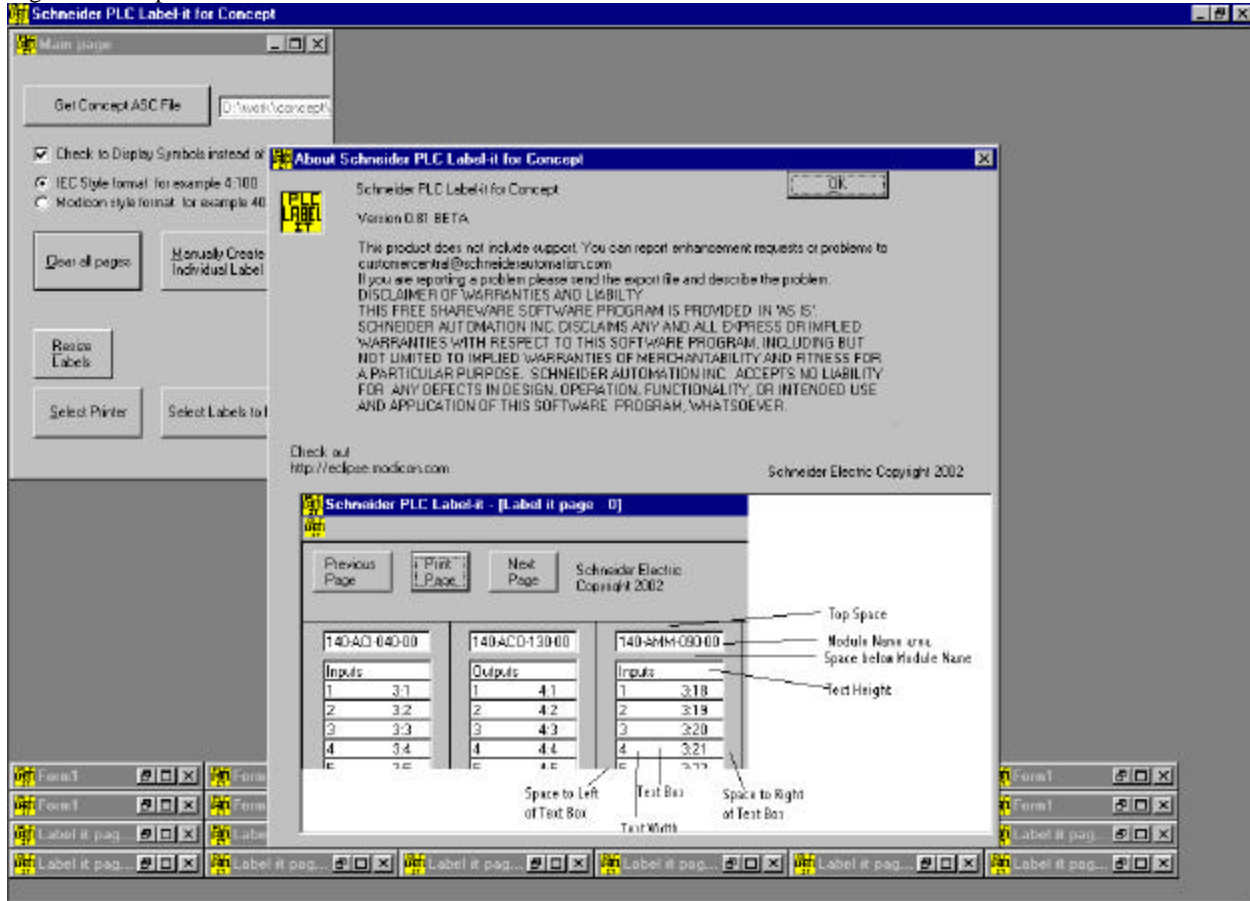 Schneider PLC Label-it for Concept
Main page
Get Concept ASC File
D:\work\concept\
Check to Display Symbols instead of
IEC Style format for example 4:100
Modicon style format for example 40
Clear all pages
Manually Create
Individual Label
Resize
Labels
Select Printer
Select Labels to
About Schneider PLC Label-it for Concept
PLC
LABEL
IT
Schneider PLC Label-it for Concept
OK
Version 0.81 BETA
This product does not include support. You can report enhancement requests or problems to
customercentral@schneiderautomation.com
If you are reporting a problem please send the export file and describe the problem.
DISCLAIMER OF WARRANTIES AND LIABILTY
THIS FREE SHAREWARE SOFTWARE PROGRAM IS PROVIDED IN 'AS IS'.
SCHNEIDER AUTOMATION INC. DISCLAIMS ANY AND ALL EXPRESS OR IMPLIED
WARRANTIES WITH RESPECT TO THIS SOFTWARE PROGRAM, INCLUDING BUT
NOT LIMITED TO IMPLIED WARRANTIES OF MERCHANTABILITY AND FITNESS FOR
A PARTICULAR PURPOSE. SCHNEIDER AUTOMATION INC. ACCEPTS NO LIABILITY
FOR ANY DEFECTS IN DESIGN, OPERATION, FUNCTIONALITY, OR INTENDED USE
AND APPLICATION OF THIS SOFTWARE PROGRAM, WHATSOEVER.
Check out
http://eclipse.modicon.com
Schneider Electric Copyright 2002
Schneider PLC Label-it - [Label it page 0]
Previous
Page
Print
Page
Next
Page
Schneider Electric
Copyright 2002
140-ACI-040-00
140-ACO-130-00
140-AMM-090-00
Inputs
1 3:1
2 3:2
3 3:3
4 3:4
Outputs
1 4:1
2 4:2
3 4:3
4 4:4
Inputs
1 3:18
2 3:19
3 3:20
4 3:21
Top Space
Module Name area
Space below Module Name
Text Height
Space to Left
of Text Box
Text Box
Space to Right
of Text Box
Text Width
Form1
Form
Form1
Form1
Form
Form1
Label it pag...
Labe
Label it pag...
Label it pag...
Label it pag...
Label it pag...
Label it pag...
Label it pag...
Label it pag...